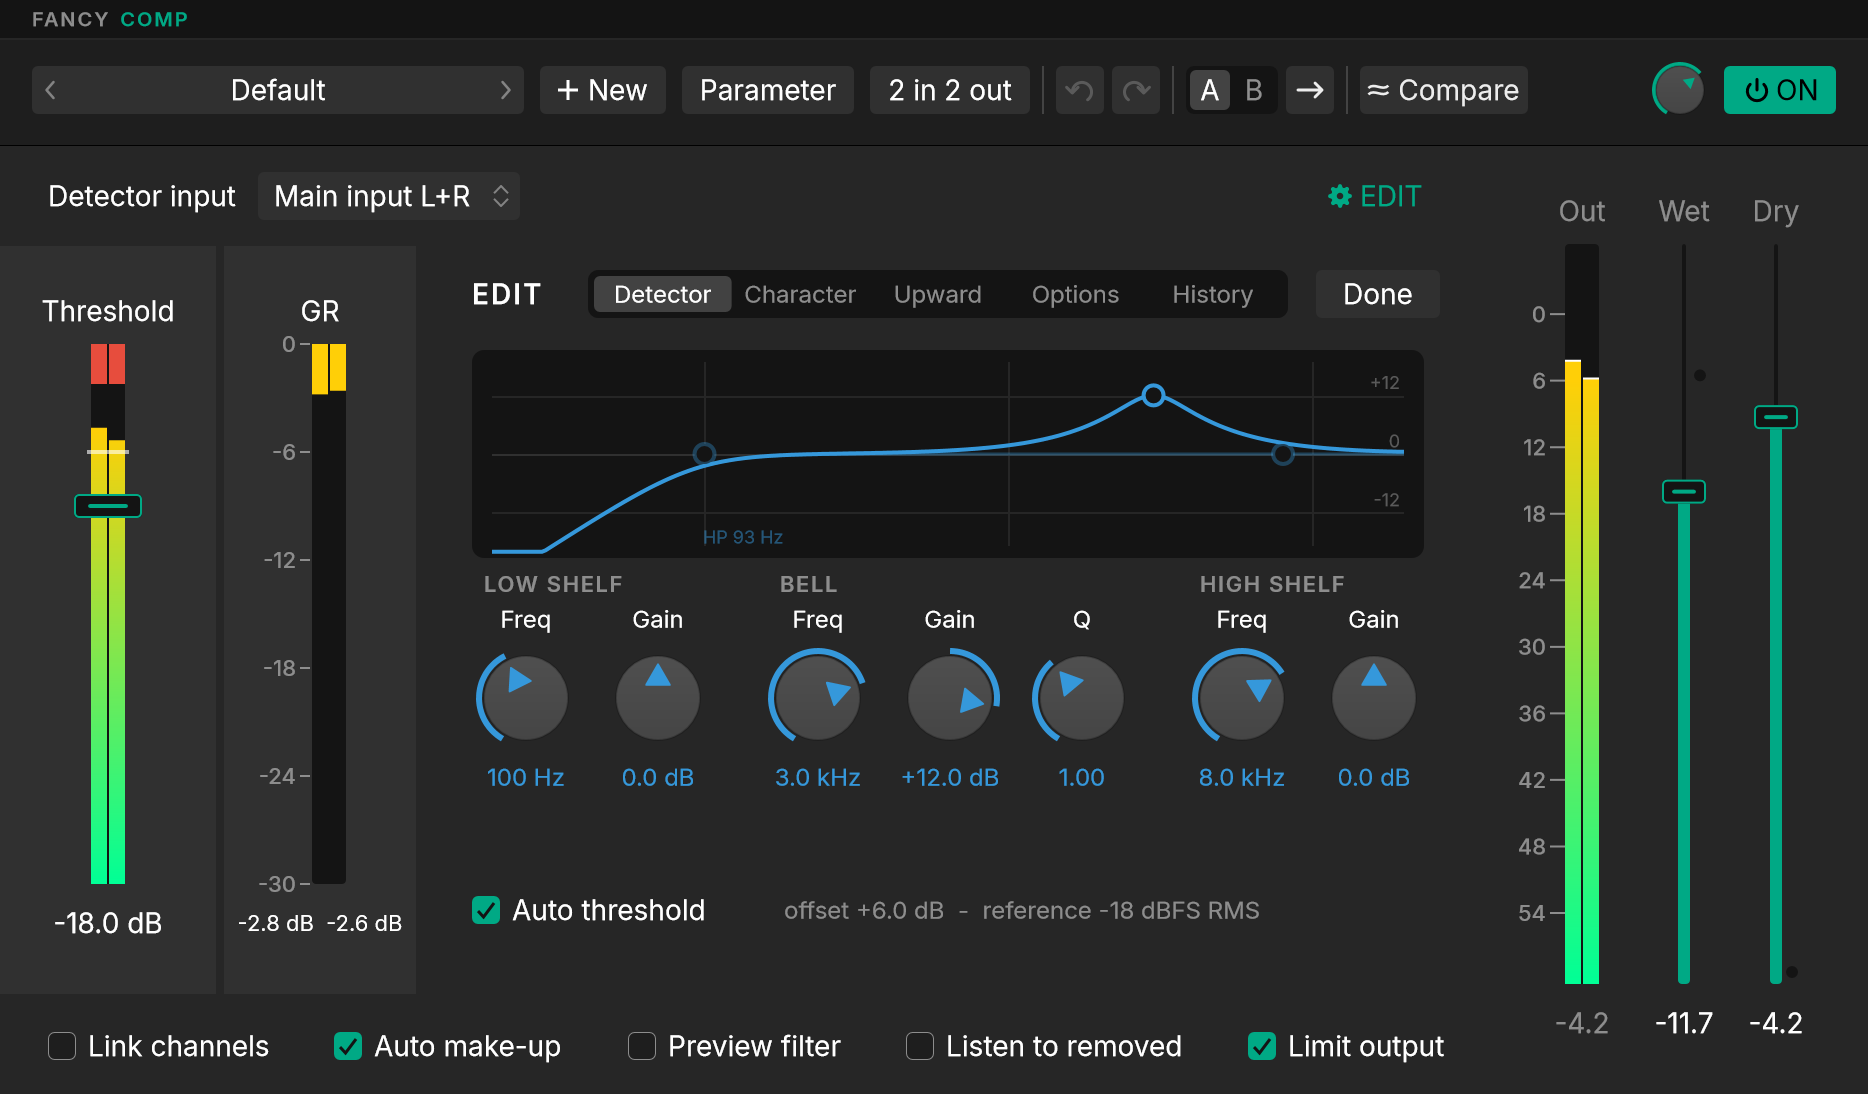 FANCY COMP
Default
+ New
Parameter
2 in 2 out
A B
→
≈ Compare
ON
Detector input
Main input L+R
EDIT
Out Wet Dry
Threshold
GR
EDIT
Detector Character Upward Options History
Done
0
-6
-12
-18
-24
-30
-18.0 dB
-2.8 dB -2.6 dB
+12
0
-12
HP 93 Hz
LOW SHELF
BELL
HIGH SHELF
Freq Gain
Freq Gain Q
Freq Gain
100 Hz 0.0 dB
3.0 kHz +12.0 dB 1.00
8.0 kHz 0.0 dB
Auto threshold
offset +6.0 dB - reference -18 dBFS RMS
0
6
12
18
24
30
36
42
48
54
-4.2 -11.7 -4.2
Link channels
Auto make-up
Preview filter
Listen to removed
Limit output